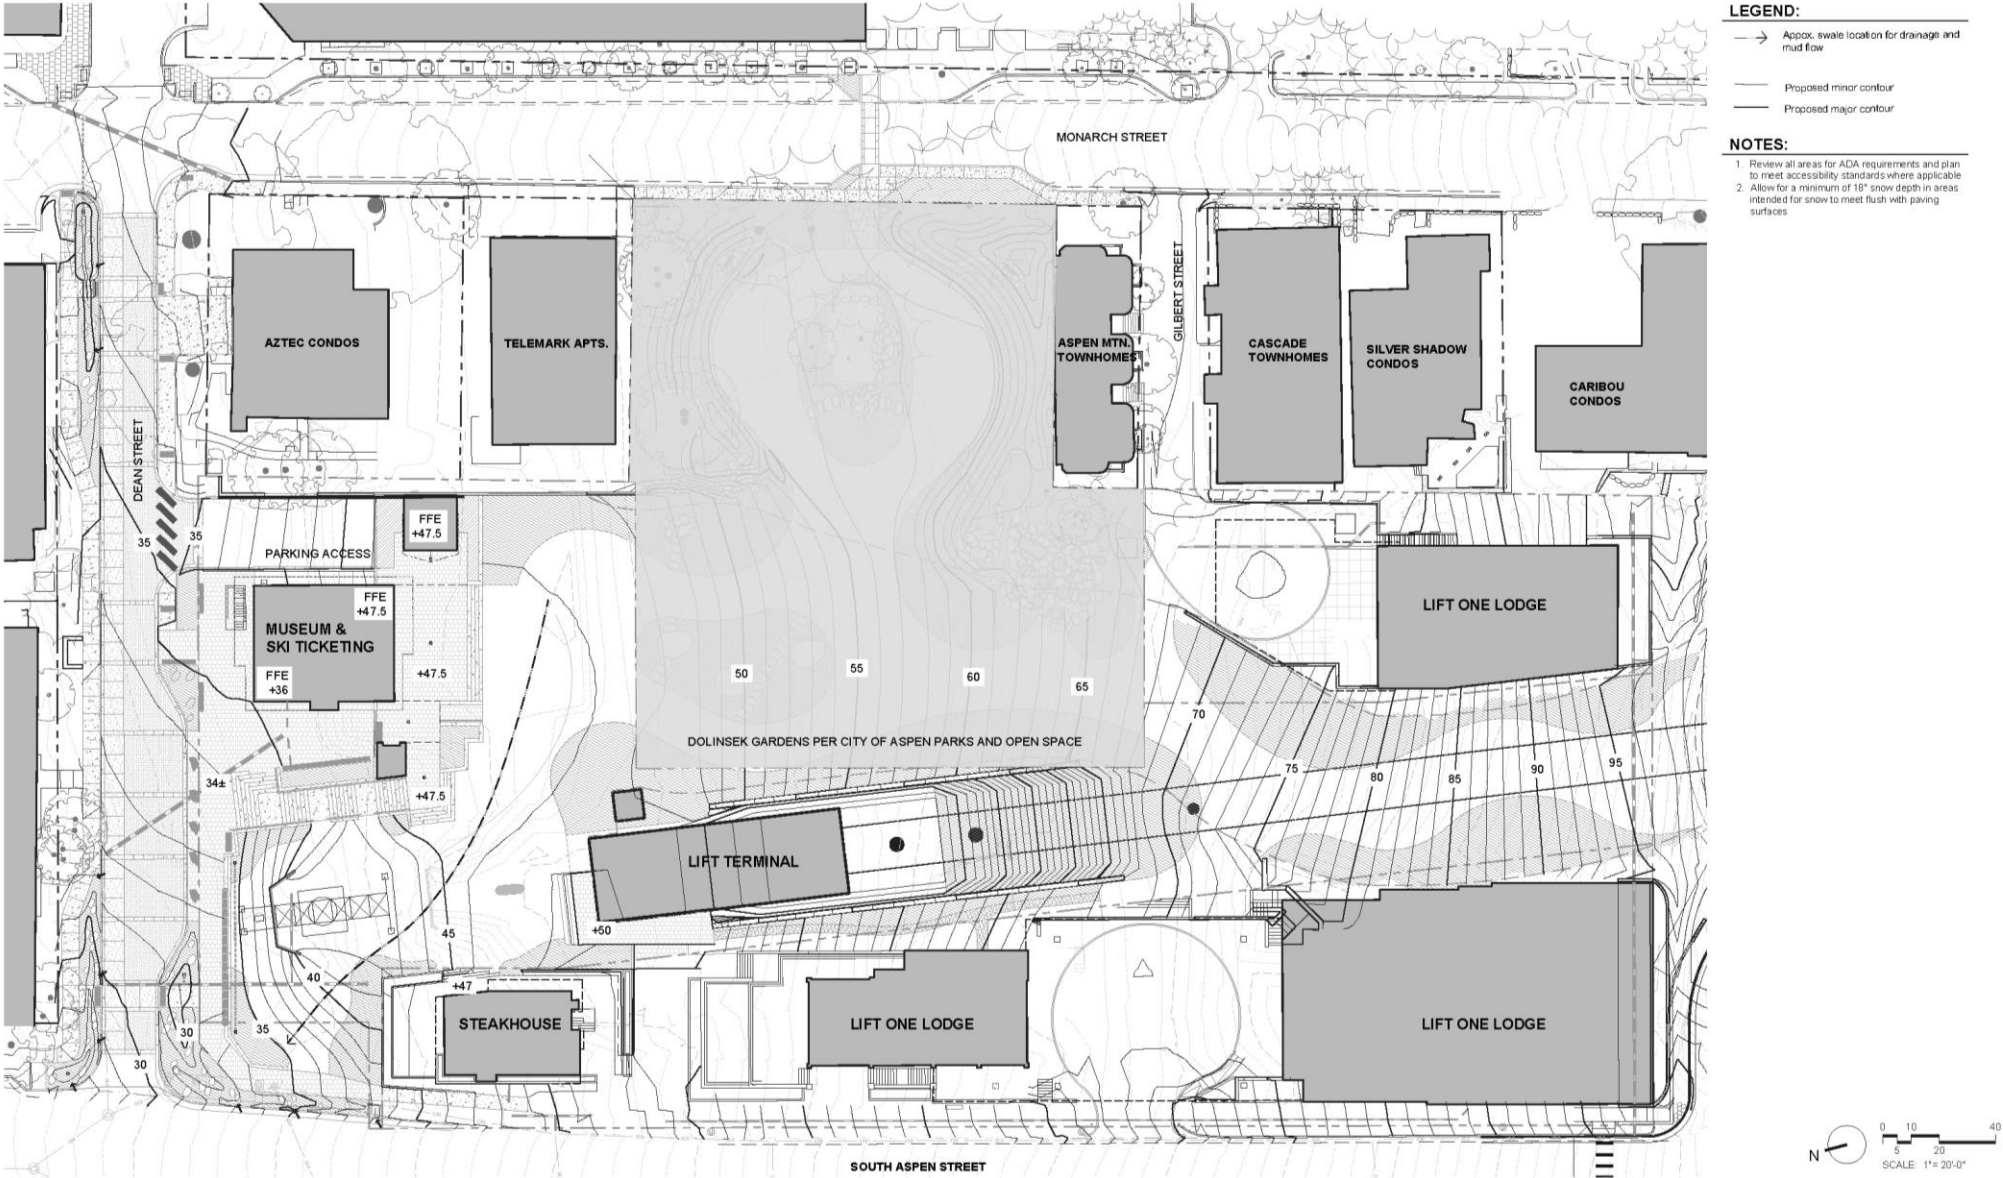 LEGEND:
Appox. swale location for drainage and
mud flow
Proposed minor contour
Proposed major contour
NOTES:
1. Review all areas for ADA requirements and plan
to meet accessibility standards where applicable
2. Allow for a minimum of 18" snow depth in areas
intended for snow to meet flush with paving
surfaces
MONARCH STREET
GILBERT STREET
AZTEC CONDOS
TELEMARK APTS.
ASPEN MTN.
TOWNHOMES
CASCADE
TOWNHOMES
SILVER SHADOW
CONDOS
CARIBOU
CONDOS
DEAN STREET
35
35
FFE
+47.5
PARKING ACCESS
FFE
+47.5
MUSEUM &
SKI TICKETING
FFE
+36
+47.5
LIFT ONE LODGE
50
55
60
65
70
DOLINSEK GARDENS PER CITY OF ASPEN PARKS AND OPEN SPACE
75
80
85
90
95
34±
+47.5
LIFT TERMINAL
45
+50
40
+47
35
30
30
STEAKHOUSE
LIFT ONE LODGE
LIFT ONE LODGE
SOUTH ASPEN STREET
N
0 10 40
5 20
SCALE: 1"= 20'-0"